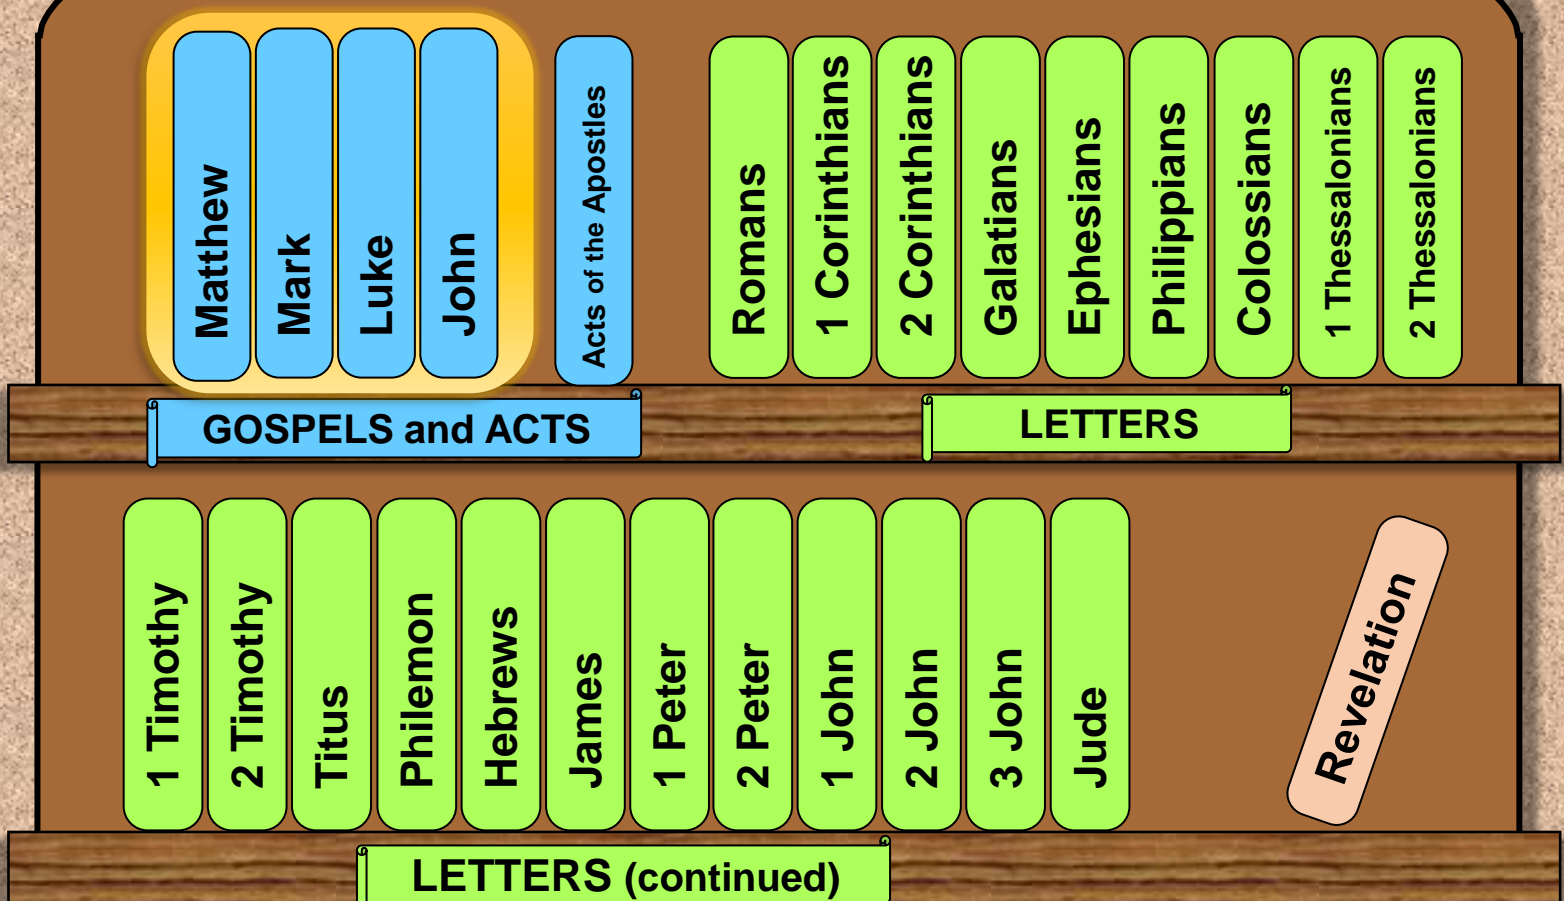 Matthew
Mark
Luke
John
Acts of the Apostles
Romans
1 Corinthians
2 Corinthians
Galatians
Ephesians
Philippians
Colossians
1 Thessalonians
2 Thessalonians
GOSPELS and ACTS
LETTERS
1 Timothy
2 Timothy
Titus
Philemon
Hebrews
James
1 Peter
2 Peter
1 John
2 John
3 John
Jude
Revelation
LETTERS (continued)